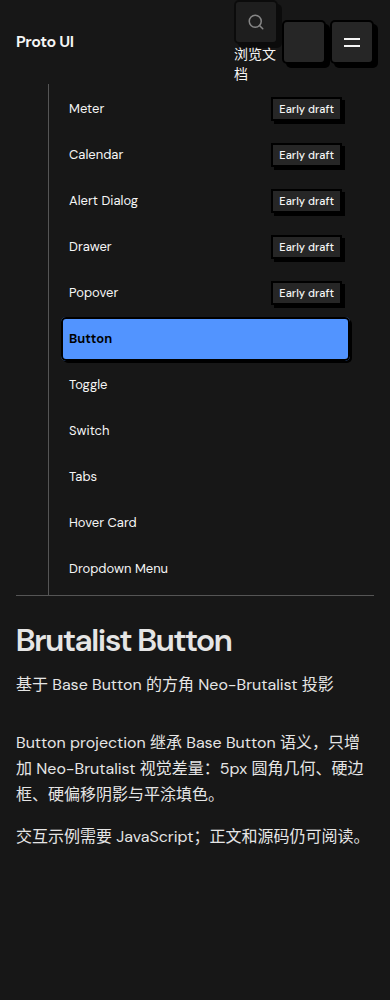 Proto UI
浏览文
档
Meter Early draft
Calendar Early draft
Alert Dialog Early draft
Drawer Early draft
Popover Early draft
Button
Toggle
Switch
Tabs
Hover Card
Dropdown Menu
Brutalist Button
基于 Base Button 的方角 Neo-Brutalist 投影
Button projection 继承 Base Button 语义，只增
加 Neo-Brutalist 视觉差量：5px 圆角几何、硬边
框、硬偏移阴影与平涂填色。
交互示例需要 JavaScript；正文和源码仍可阅读。